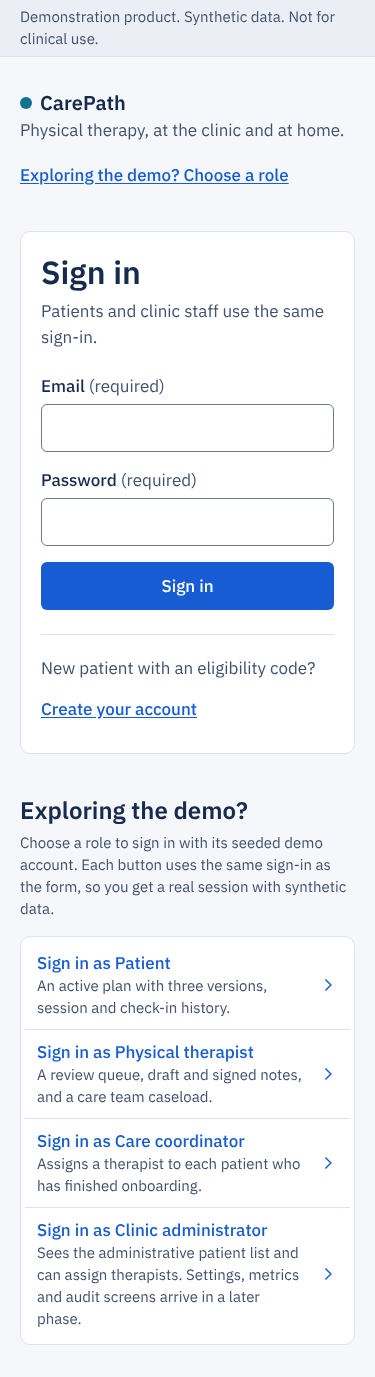 Demonstration product. Synthetic data. Not for
clinical use.
CarePath
Physical therapy, at the clinic and at home.
Exploring the demo? Choose a role
Sign in
Patients and clinic staff use the same
sign-in.
Email (required)
Password (required)
Sign in
New patient with an eligibility code?
Create your account
Exploring the demo?
Choose a role to sign in with its seeded demo
account. Each button uses the same sign-in as
the form, so you get a real session with synthetic
data.
Sign in as Patient
An active plan with three versions,
session and check-in history.
Sign in as Physical therapist
A review queue, draft and signed notes,
and a care team caseload.
Sign in as Care coordinator
Assigns a therapist to each patient who
has finished onboarding.
Sign in as Clinic administrator
Sees the administrative patient list and
can assign therapists. Settings, metrics
and audit screens arrive in a later
phase.